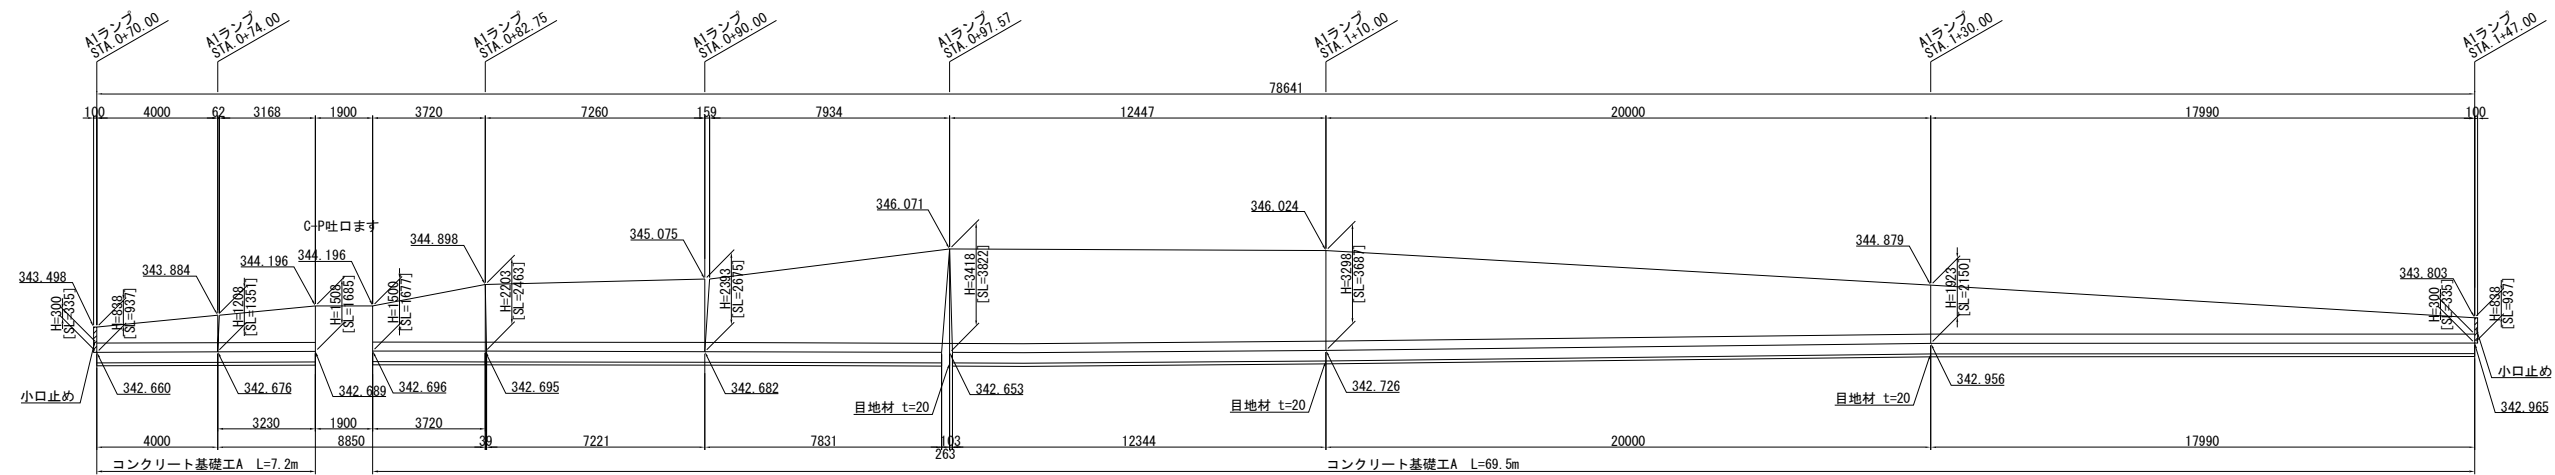 A1ランプ
STA.0+70.00
A1ランプ
STA.0+74.00
A1ランプ
STA.0+82.75
A1ランプ
STA.0+90.00
A1ランプ
STA.0+97.57
A1ランプ
STA.1+10.00
A1ランプ
STA.1+30.00
A1ランプ
STA.1+47.00
78641
100
4000
62
3168
1900
3720
7260
159
7934
12447
20000
17990
100
343.498
343.884
344.196
C-P吐口ます
344.196
344.898
345.075
346.071
346.024
344.879
343.803
H=300
[SL=335]
H=838
[SL=937]
H=1208
[SL=1351]
H=1508
[SL=1685]
H=1500
[SL=1677]
H=2203
[SL=2463]
H=2393
[SL=2675]
H=3418
[SL=3822]
H=3298
[SL=3687]
H=1923
[SL=2150]
H=300
[SL=335]
H=838
[SL=937]
小口止め
342.660
342.676
342.689
342.696
342.695
342.682
目地材 t=20
342.653
目地材 t=20
342.726
目地材 t=20
342.956
小口止め
342.965
3230
1900
3720
4000
8850
39
7221
7831
263
103
12344
20000
17990
コンクリート基礎工A L=7.2m
コンクリート基礎工A L=69.5m